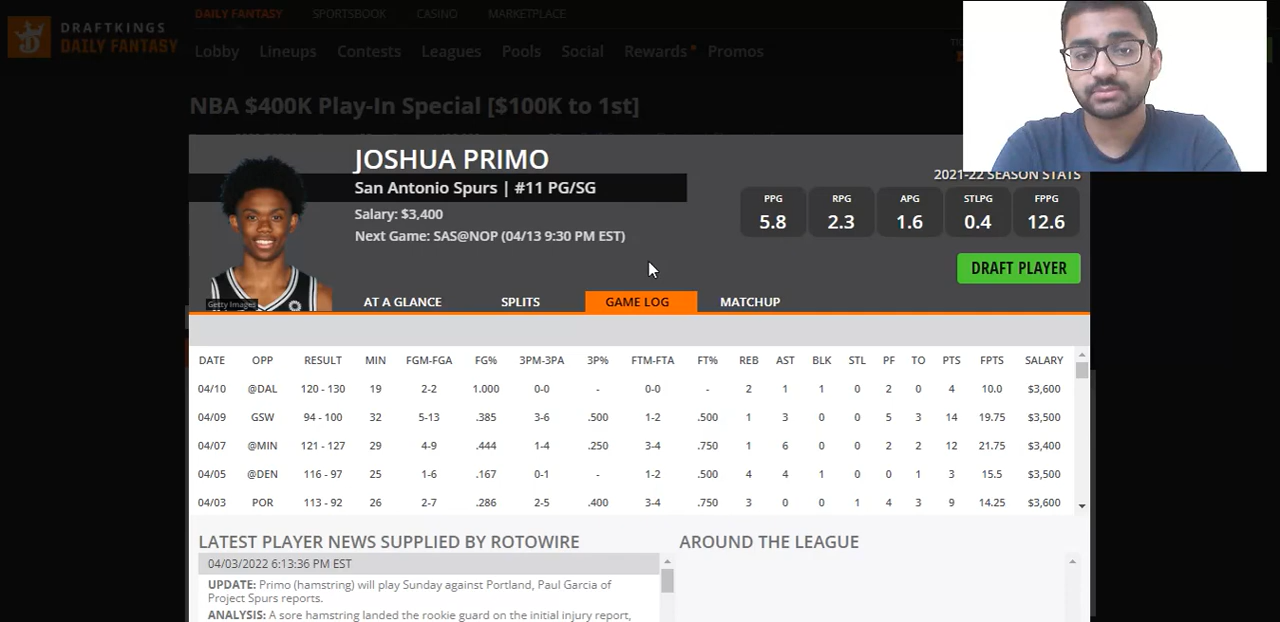 DRAFTKINGS
DAILY FANTASY
DAILY FANTASY SPORTSBOOK CASINO MARKETPLACE
Lobby Lineups Contests Leagues Pools Social Rewards Promos
NBA $400K Play-In Special [$100K to 1st]
JOSHUA PRIMO
San Antonio Spurs | #11 PG/SG
Salary: $3,400
Next Game: SAS@NOP (04/13 9:30 PM EST)
2021-22 SEASON STATS
PPG RPG APG STLPG FPPG
5.8 2.3 1.6 0.4 12.6
DRAFT PLAYER
Getty Images
AT A GLANCE SPLITS GAME LOG MATCHUP
DATE OPP RESULT MIN FGM-FGA FG% 3PM-3PA 3P% FTM-FTA FT% REB AST BLK STL PF TO PTS FPTS SALARY
04/10 @DAL 120 - 130 19 2-2 1.000 0-0 - 0-0 - 2 1 1 0 2 0 4 10.0 $3,600
04/09 GSW 94 - 100 32 5-13 .385 3-6 .500 1-2 .500 1 3 0 0 5 3 14 19.75 $3,500
04/07 @MIN 121 - 127 29 4-9 .444 1-4 .250 3-4 .750 1 6 0 0 2 2 12 21.75 $3,400
04/05 @DEN 116 - 97 25 1-6 .167 0-1 - 1-2 .500 4 4 1 0 0 1 3 15.5 $3,500
04/03 POR 113 - 92 26 2-7 .286 2-5 .400 3-4 .750 3 0 0 1 4 3 9 14.25 $3,600
LATEST PLAYER NEWS SUPPLIED BY ROTOWIRE
04/03/2022 6:13:36 PM EST
UPDATE: Primo (hamstring) will play Sunday against Portland, Paul Garcia of
Project Spurs reports.
ANALYSIS: A sore hamstring landed the rookie guard on the initial injury report,
AROUND THE LEAGUE